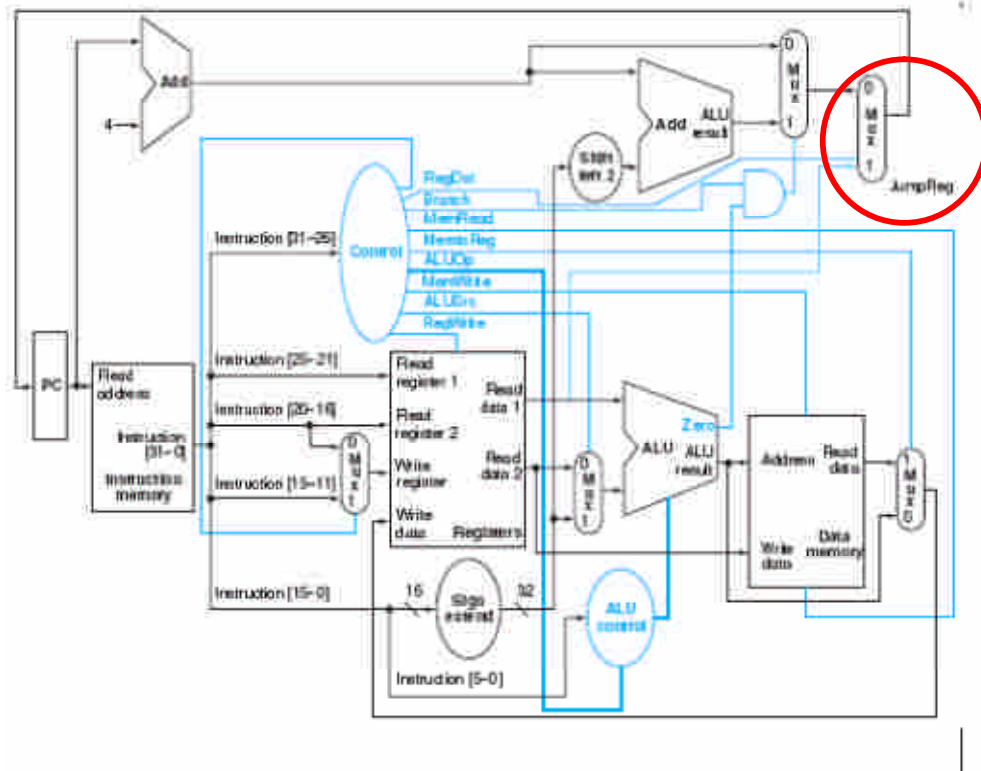 Add
4
0
M
u
x
1
0
M
u
x
1
JumpReg
Add
ALU
result
Shift
left 2
RegDst
Branch
MemRead
MemtoReg
ALUOp
MemWrite
ALUSrc
RegWrite
Control
Instruction [31–26]
Instruction [25–21]
Instruction [20–16]
Instruction [15–11]
Instruction [15–0]
Instruction [5–0]
PC
Read
address
Instruction
[31–0]
Instruction
memory
0
M
u
x
1
Read
register 1
Read
register 2
Write
register
Write
data
Read
data 1
Read
data 2
Registers
0
M
u
x
1
Zero
ALU
ALU
result
Address
Read
data
Write
data
Data
memory
1
M
u
x
0
16
Sign
extend
32
ALU
control